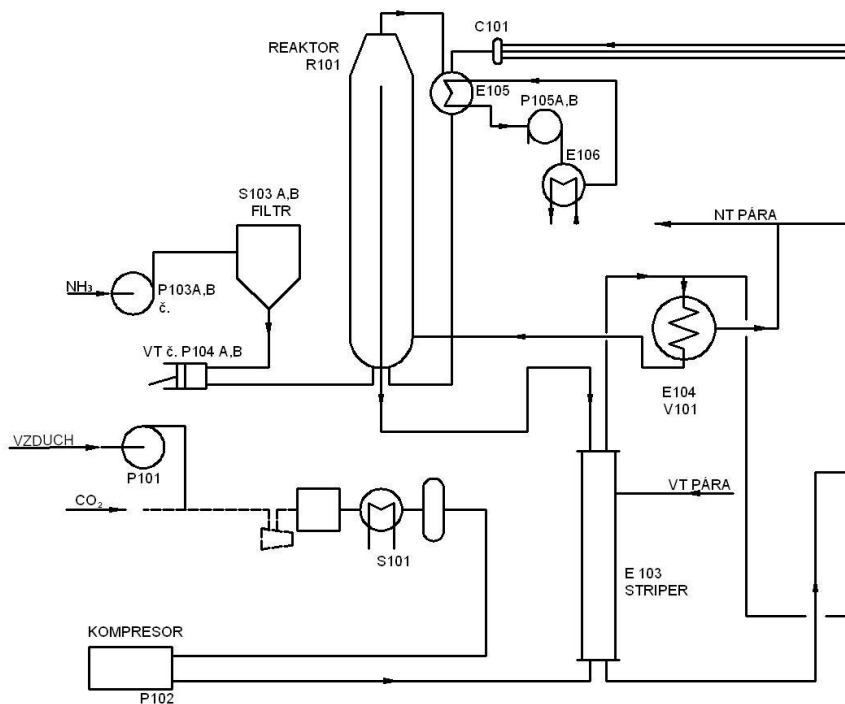 C101
REAKTOR
R101
E105
P105A,B
E106
S103 A,B
FILTR
NT PÁRA
NH₃
P103A,B
č.
VT č. P104 A,B
E104
V101
VZDUCH
P101
VT PÁRA
CO₂
S101
E 103
STRIPER
KOMPRESOR
P102